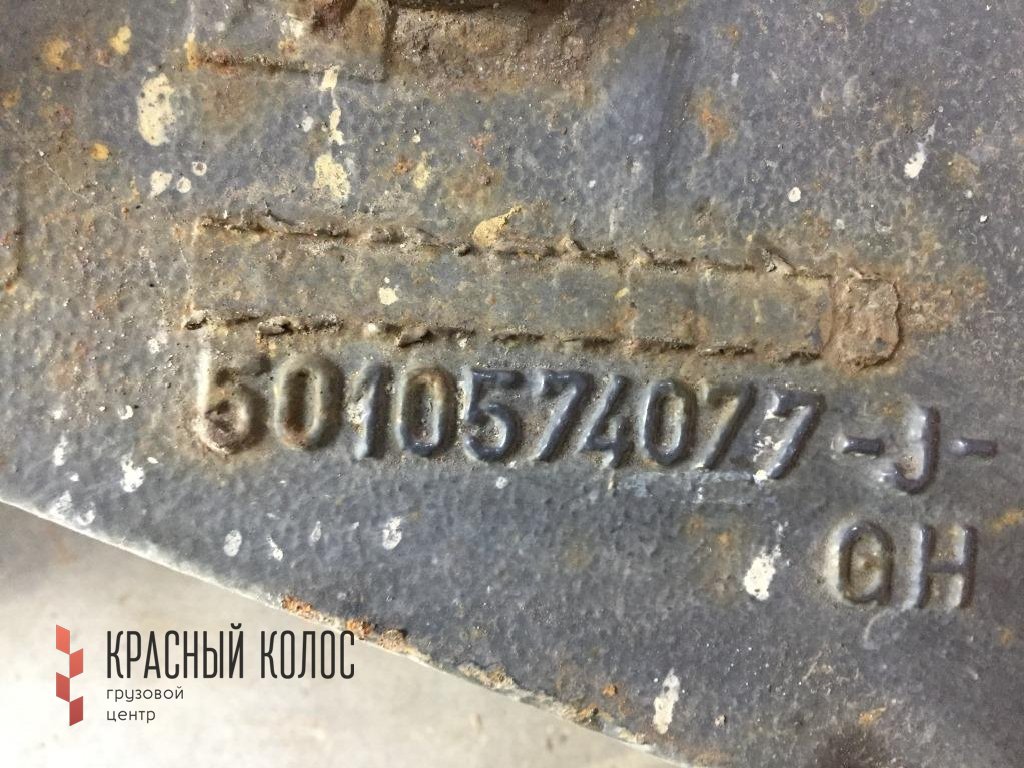 5010574077-J-
GH
КРАСНЫЙ КОЛОС
грузовой
центр